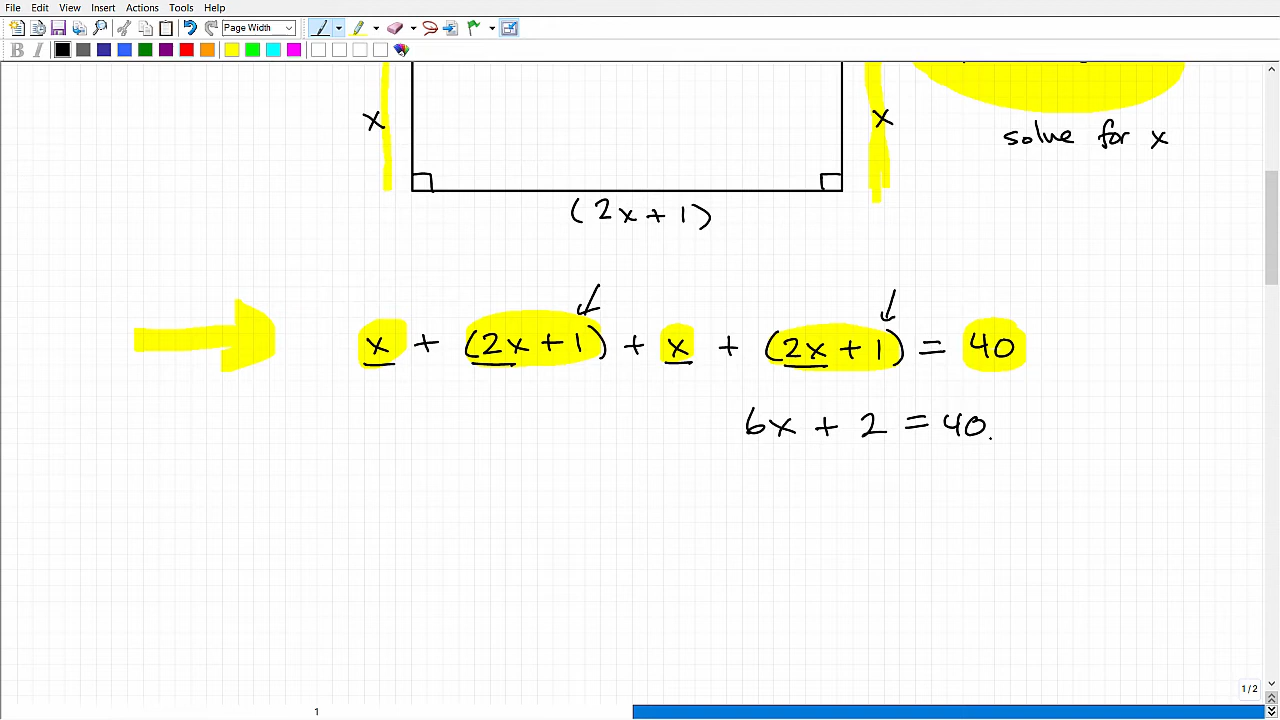 File Edit View Insert Actions Tools Help
Page Width
B I
x x
solve for x
(2x+1)
x + (2x+1) + x + (2x+1) = 40
6x + 2 = 40.
1/2
1